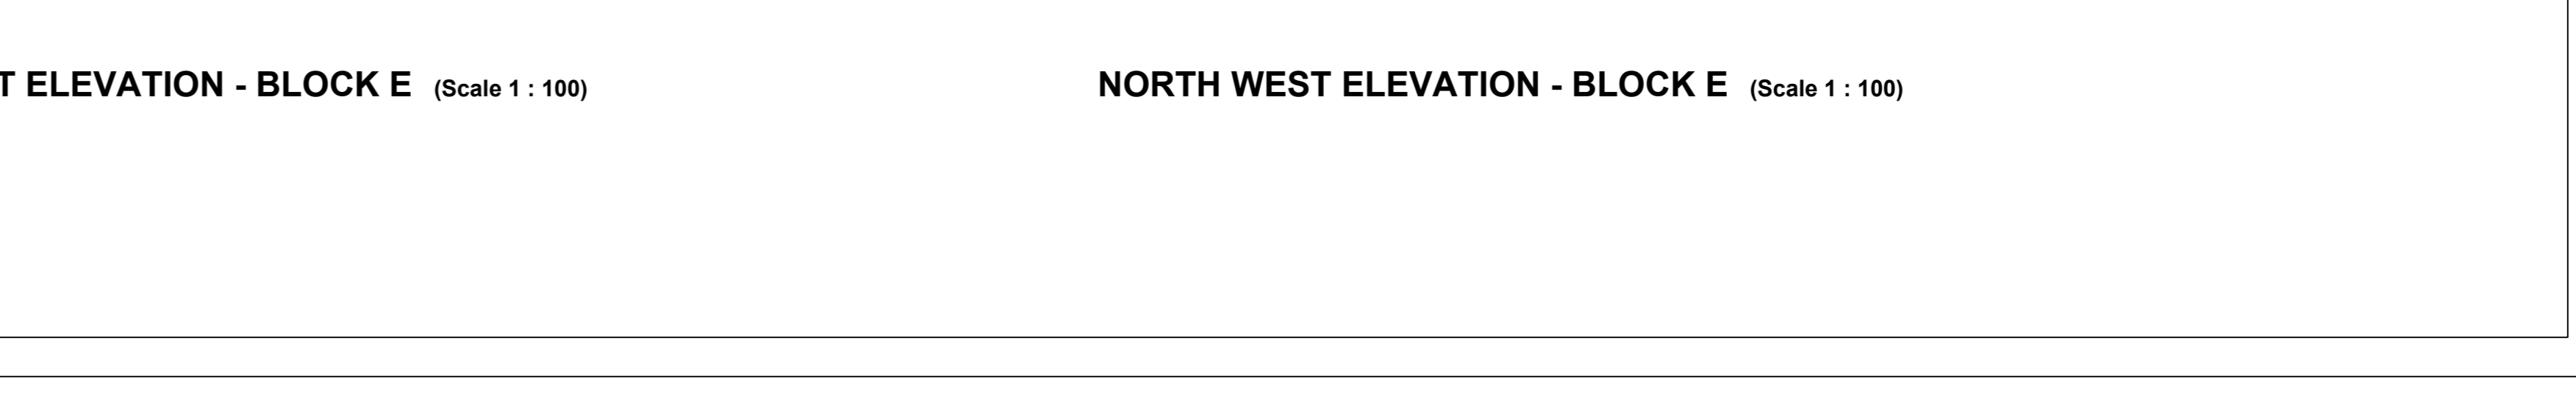 ELEVATION - BLOCK E (Scale 1 : 100)
NORTH WEST ELEVATION - BLOCK E (Scale 1 : 100)